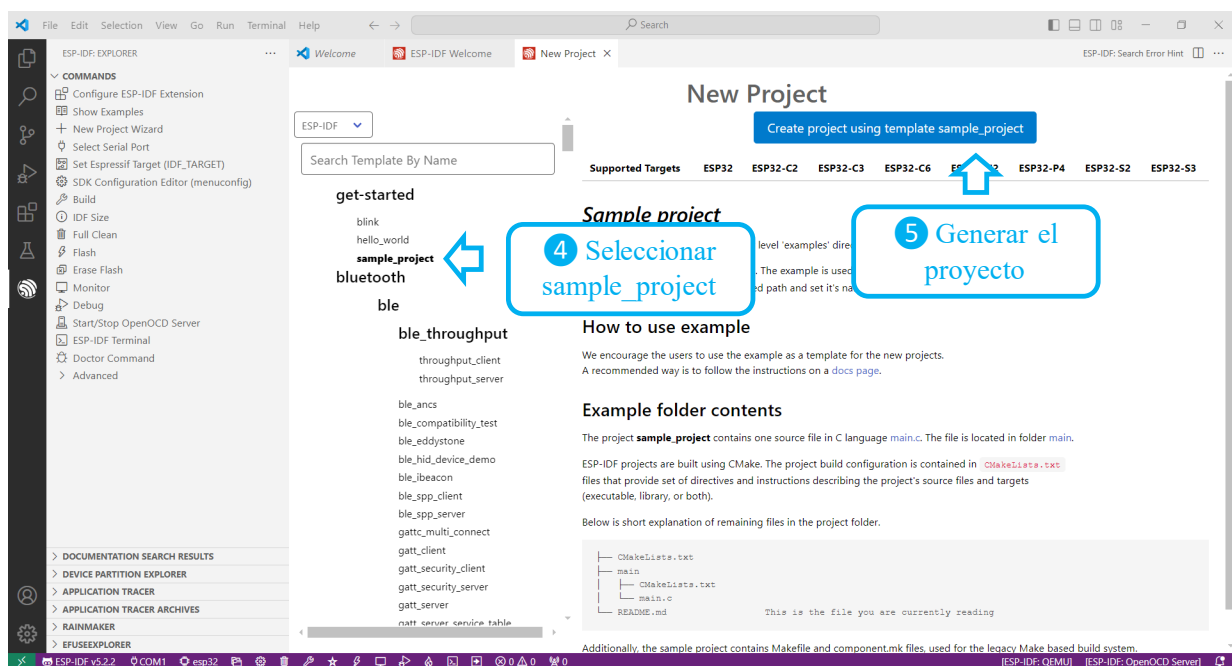 File Edit Selection View Go Run Terminal Help Search
ESP-IDF: EXPLORER
Welcome ESP-IDF Welcome New Project ESP-IDF: Search Error Hint
COMMANDS
Configure ESP-IDF Extension
Show Examples
New Project Wizard
Select Serial Port
Set Espressif Target (IDF_TARGET)
SDK Configuration Editor (menuconfig)
Build
IDF Size
Full Clean
Flash
Erase Flash
Monitor
Debug
Start/Stop OpenOCD Server
ESP-IDF Terminal
Doctor Command
Advanced
DOCUMENTATION SEARCH RESULTS
DEVICE PARTITION EXPLORER
APPLICATION TRACER
APPLICATION TRACER ARCHIVES
RAINMAKER
EFUSEEXPLORER
ESP-IDF
Search Template By Name
get-started
blink
hello_world
sample_project
bluetooth
ble
ble_throughput
throughput_client
throughput_server
ble_ancs
ble_compatibility_test
ble_eddystone
ble_hid_device_demo
ble_ibeacon
ble_spp_client
ble_spp_server
gattc_multi_connect
gatt_client
gatt_security_client
gatt_security_server
gatt_server
gatt_server_service_table
4 Seleccionar
sample_project
New Project
Create project using template sample_project
Supported Targets ESP32 ESP32-C2 ESP32-C3 ESP32-C6 ESP32-P4 ESP32-S2 ESP32-S3
5 Generar el
proyecto
Sample project
level 'examples'
. The example is used
path and set it's
How to use example
We encourage the users to use the example as a template for the new projects.
A recommended way is to follow the instructions on a docs page.
Example folder contents
The project sample_project contains one source file in C language main.c. The file is located in folder main.
ESP-IDF projects are built using CMake. The project build configuration is contained in CMakeLists.txt
files that provide set of directives and instructions describing the project's source files and targets
(executable, library, or both).
Below is short explanation of remaining files in the project folder.
├── CMakeLists.txt
├── main
│ ├── CMakeLists.txt
│ └── main.c
└── README.md This is the file you are currently reading
Additionally, the sample project contains Makefile and component.mk files, used for the legacy Make based build system.
ESP-IDF v5.2.2 COM1 esp32 0 0 0 [ESP-IDF: QEMU] [ESP-IDF: OpenOCD Server]